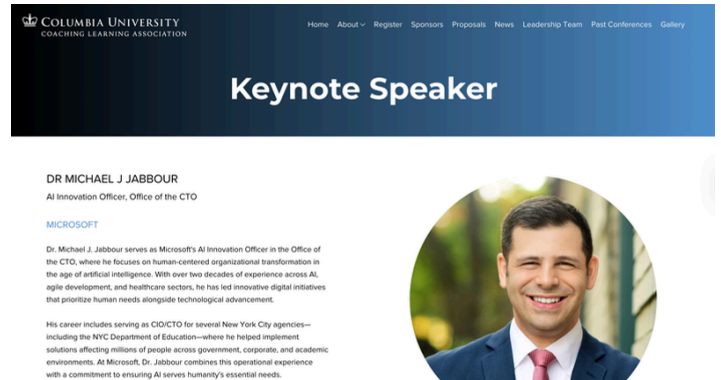 COLUMBIA UNIVERSITY
COACHING LEARNING ASSOCIATION
Home About Register Sponsors Proposals News Leadership Team Past Conferences Gallery
Keynote Speaker
DR MICHAEL J JABBOUR
AI Innovation Officer, Office of the CTO
MICROSOFT
Dr. Michael J. Jabbour serves as Microsoft's AI Innovation Officer in the Office of
the CTO, where he focuses on human-centered organizational transformation in
the age of artificial intelligence. With over two decades of experience across AI,
agile development, and healthcare sectors, he has led innovative digital initiatives
that prioritize human needs alongside technological advancement.
His career includes serving as CIO/CTO for several New York City agencies—
including the NYC Department of Education—where he helped implement
solutions affecting millions of people across government, corporate, and academic
environments. At Microsoft, Dr. Jabbour combines this operational experience
with a commitment to ensuring AI serves humanity's essential needs.